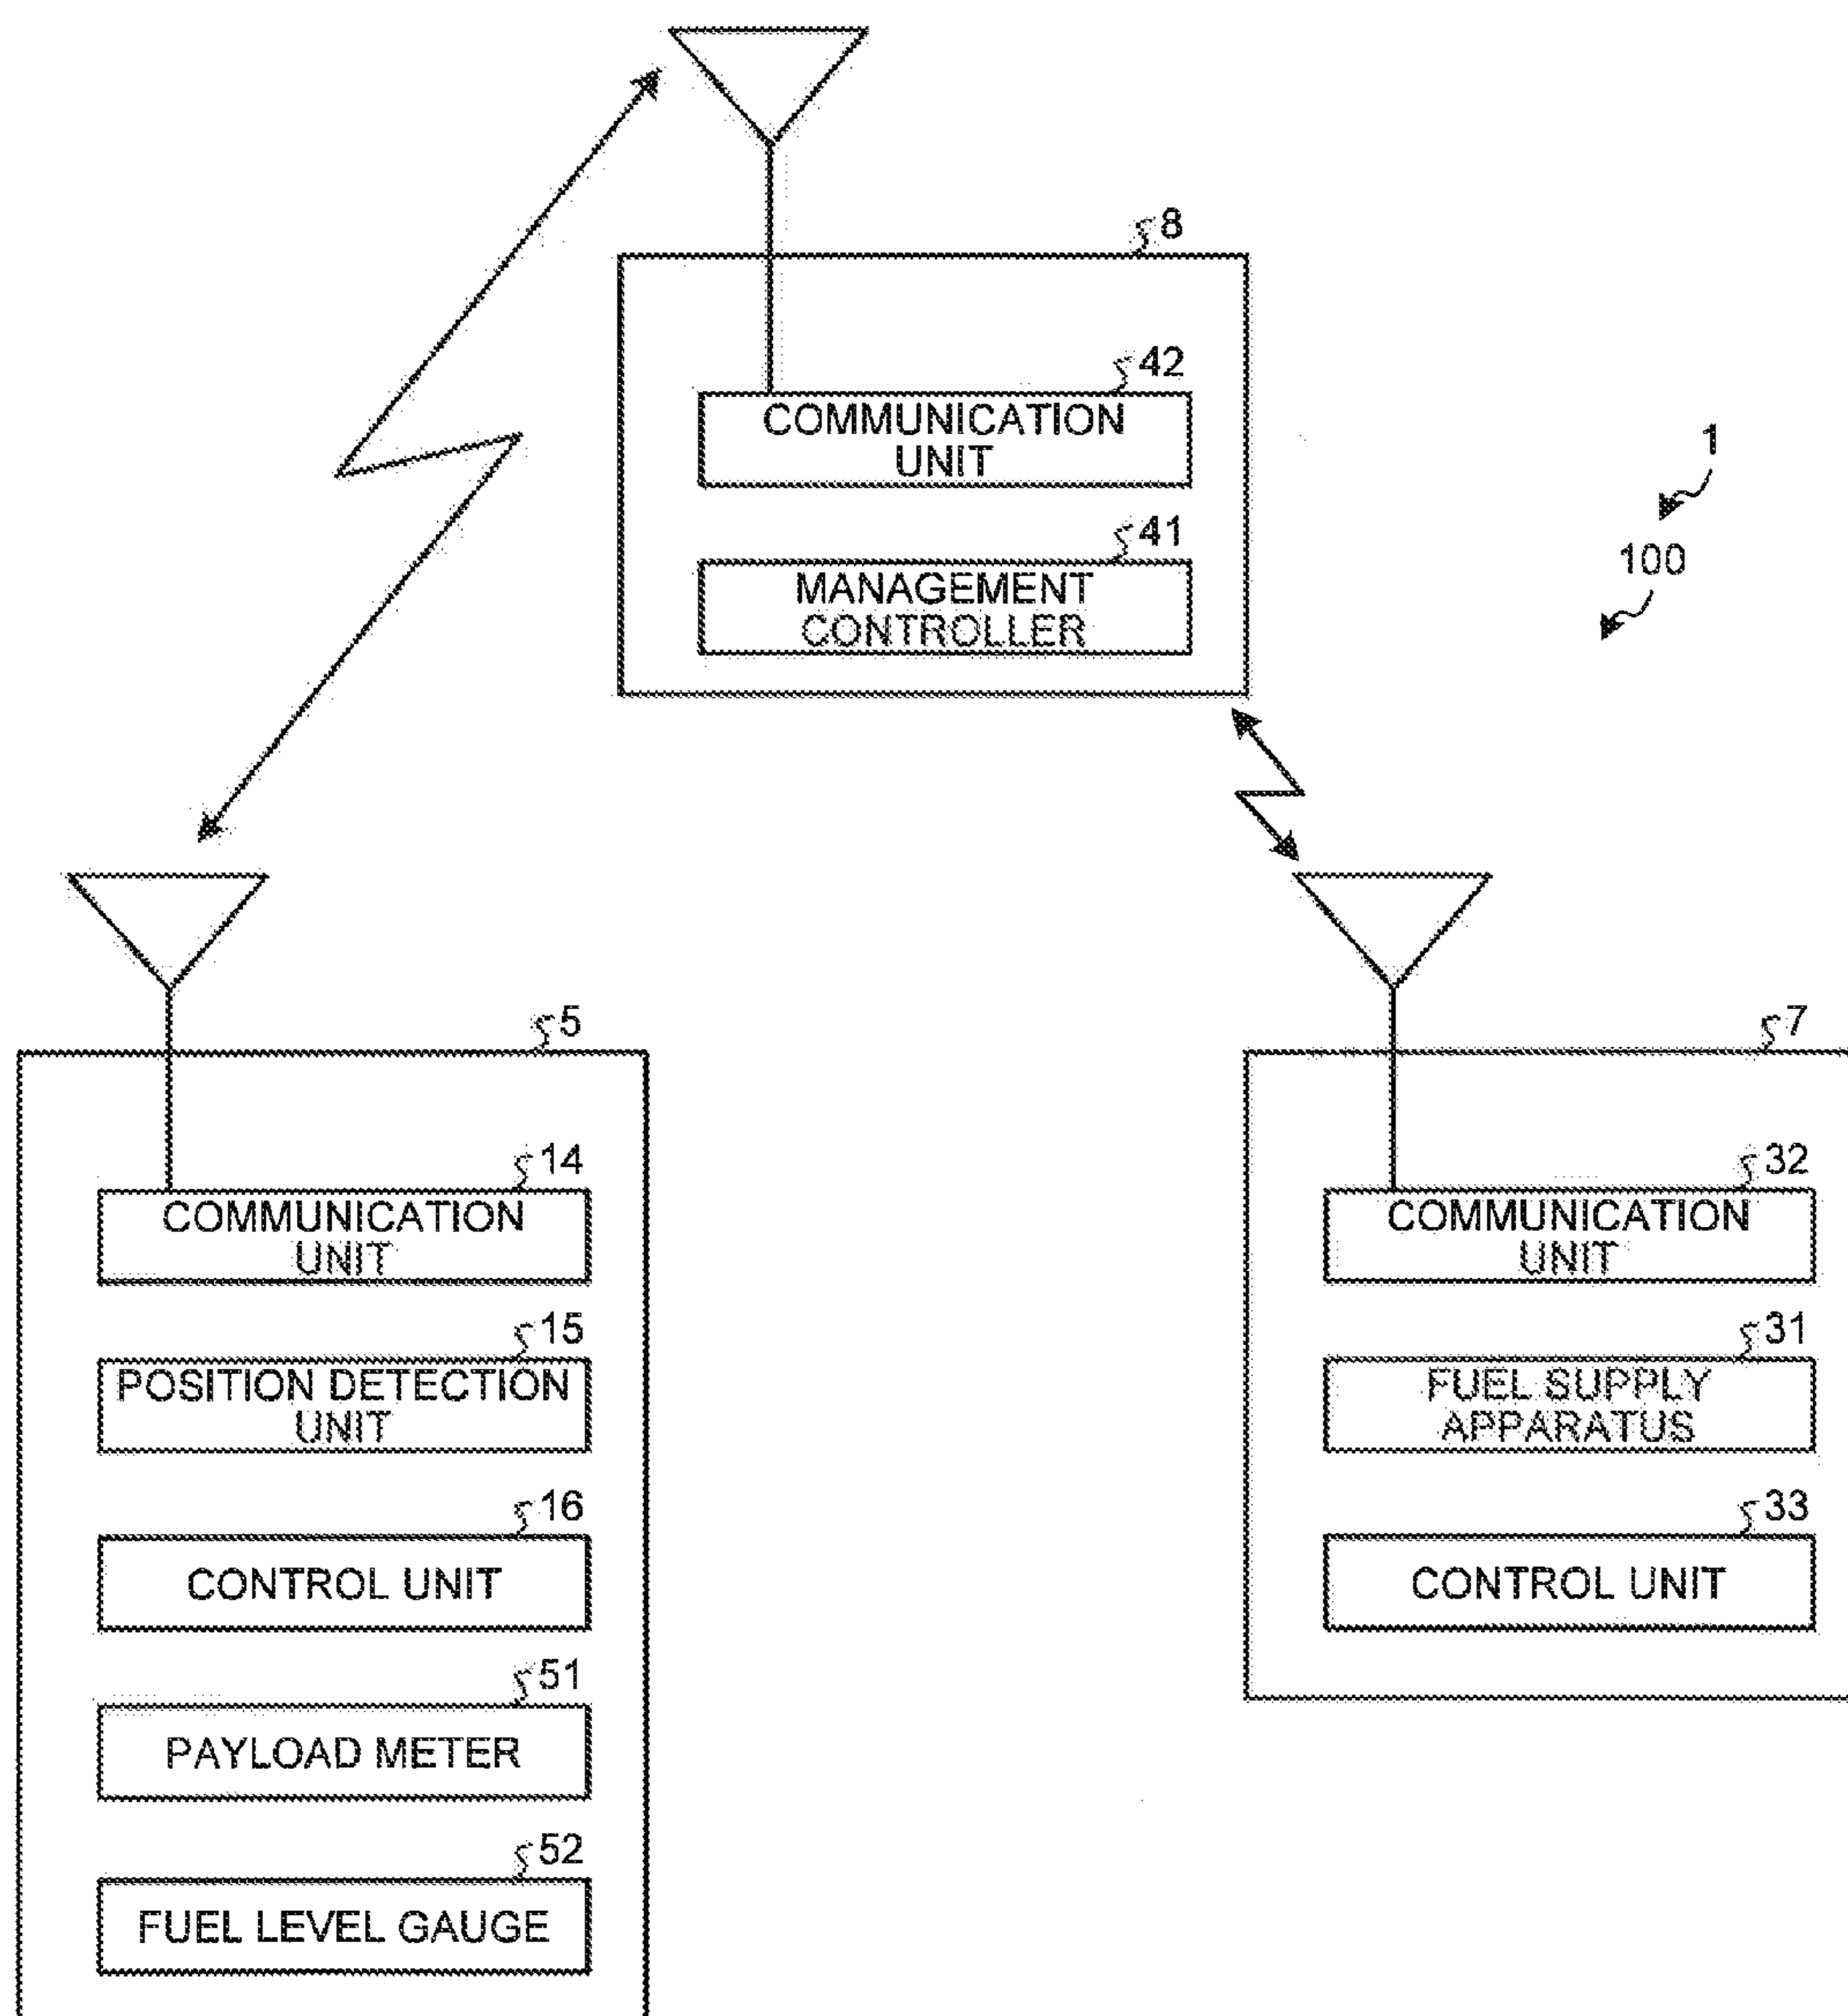 8
42
COMMUNICATION
UNIT
41
MANAGEMENT
CONTROLLER
1
100
5
14
COMMUNICATION
UNIT
15
POSITION DETECTION
UNIT
16
CONTROL UNIT
51
PAYLOAD METER
52
FUEL LEVEL GAUGE
7
32
COMMUNICATION
UNIT
31
FUEL SUPPLY
APPARATUS
33
CONTROL UNIT